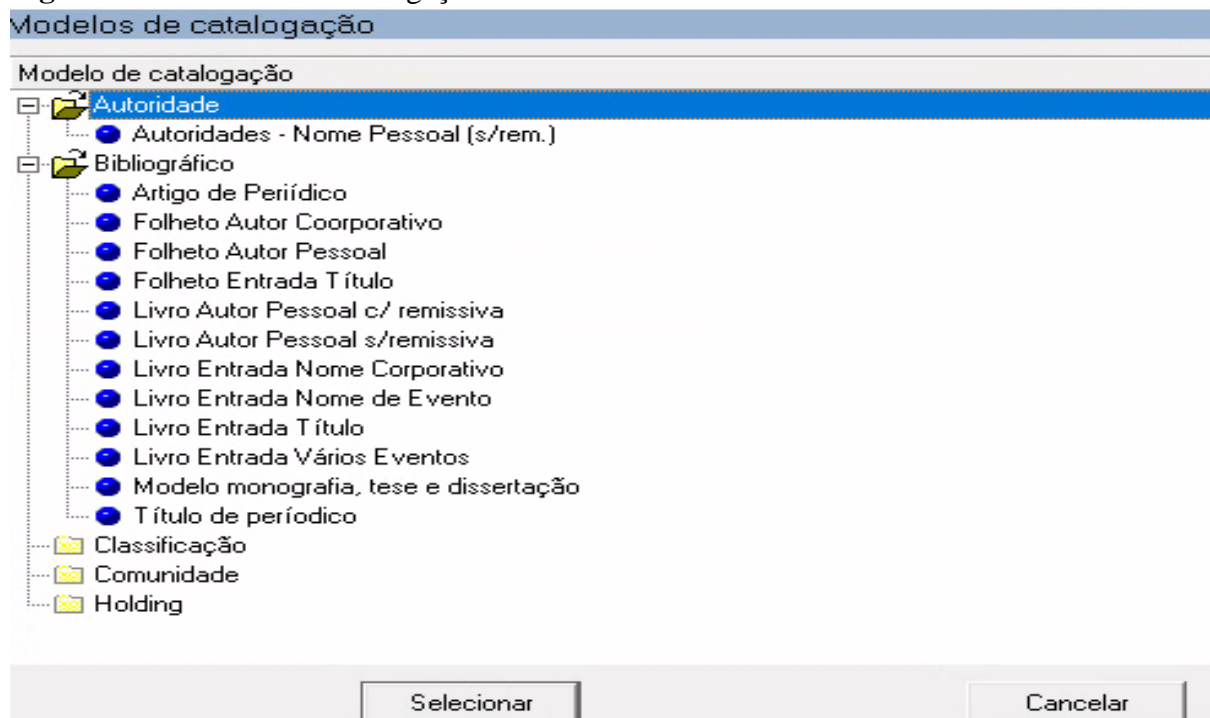 Modelos de catalogação
Modelo de catalogação
Autoridade
Autoridades - Nome Pessoal (s/rem.)
Bibliográfico
Artigo de Periídico
Folheto Autor Coorporativo
Folheto Autor Pessoal
Folheto Entrada Título
Livro Autor Pessoal c/ remissiva
Livro Autor Pessoal s/remissiva
Livro Entrada Nome Corporativo
Livro Entrada Nome de Evento
Livro Entrada Título
Livro Entrada Vários Eventos
Modelo monografia, tese e dissertação
Título de períodico
Classificação
Comunidade
Holding
Selecionar Cancelar